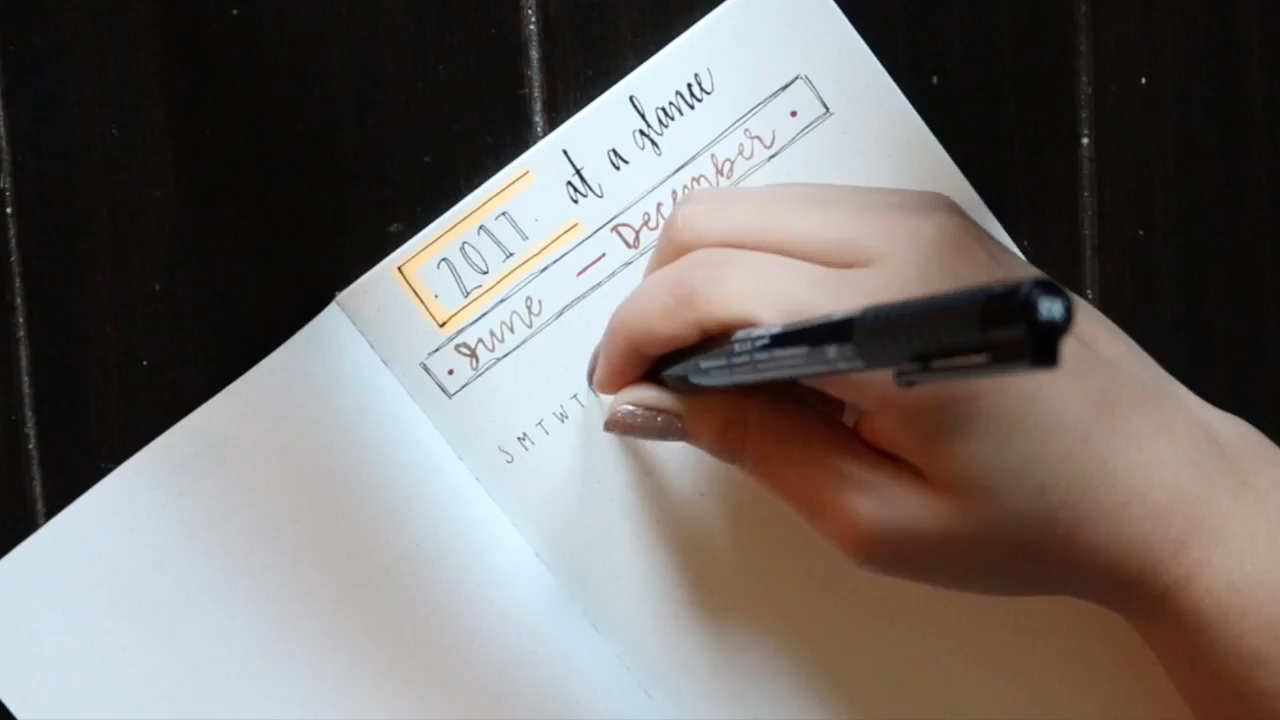 2017 at a glance
June — December
S M T W T